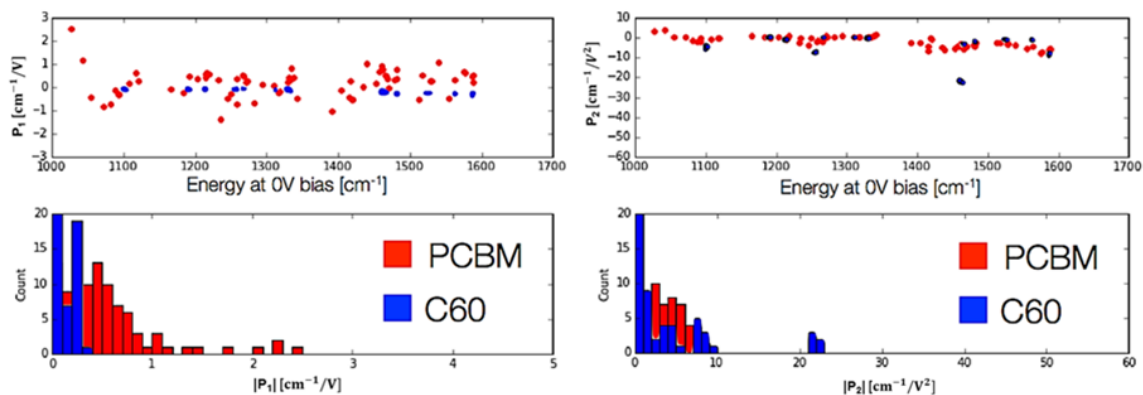 3
2
1
0
-1
-2
-3
P₁ [cm⁻¹/V]
1000 1100 1200 1300 1400 1500 1600 1700
Energy at 0V bias [cm⁻¹]
10
0
−10
−20
−30
−40
−50
−60
P₂ [cm⁻¹/V²]
1000 1100 1200 1300 1400 1500 1600 1700
Energy at 0V bias [cm⁻¹]
20
15
10
5
0
Count
PCBM
C60
0 1 2 3 4 5
|P₁| [cm⁻¹/V]
20
15
10
5
0
Count
PCBM
C60
0 10 20 30 40 50 60
|P₂| [cm⁻¹/V²]